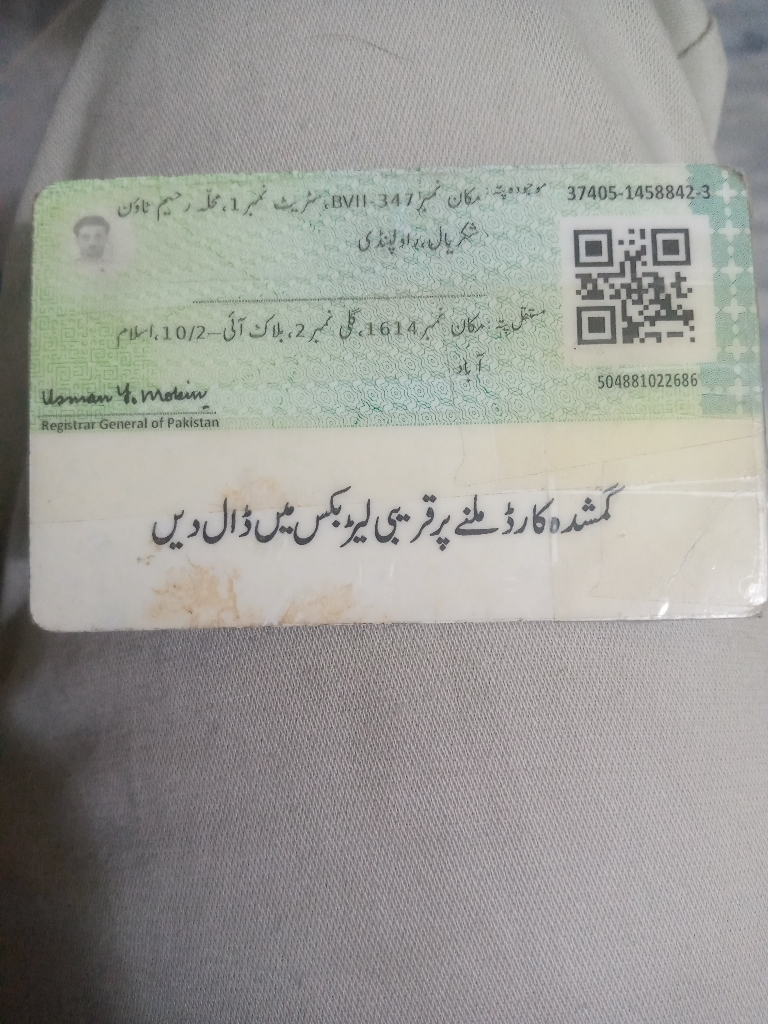 37405-1458842-3
موجودہ پتہ: مکان نمبر BVII-347، سٹریٹ نمبر 1، محلہ رحیم ٹاؤن
شکریال، راولپنڈی
مستقل پتہ: مکان نمبر 1614، گلی نمبر 2، بلاک آئی-10/2، اسلام
آباد
504881022686
Usman Y. Mobin
Registrar General of Pakistan
گمشدہ کارڈ ملنے پر قریبی لیٹر بکس میں ڈال دیں